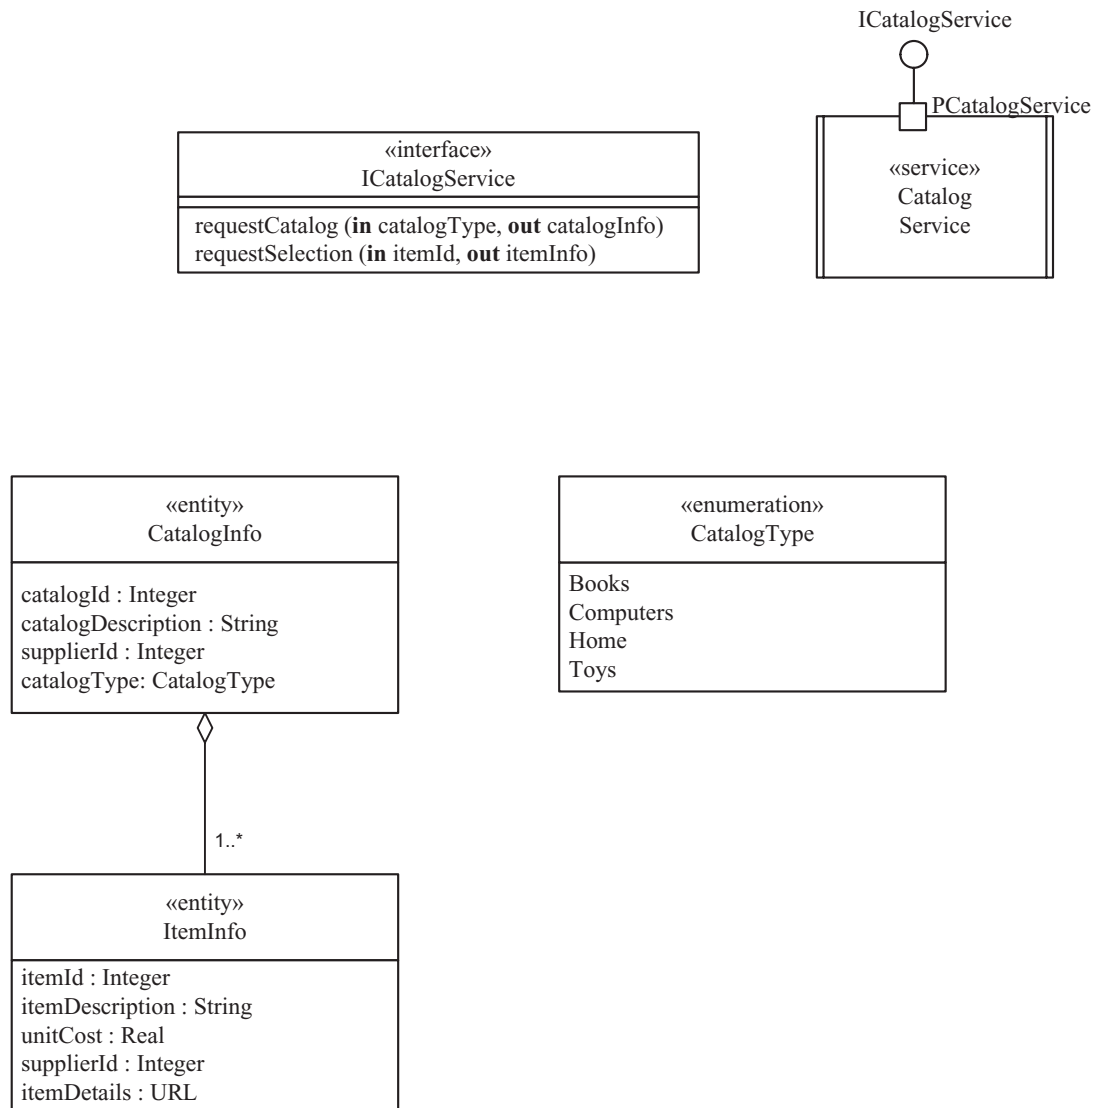 ICatalogService
PCatalogService
«interface»
ICatalogService
requestCatalog (in catalogType, out catalogInfo)
requestSelection (in itemId, out itemInfo)
«service»
Catalog
Service
«entity»
CatalogInfo
catalogId : Integer
catalogDescription : String
supplierId : Integer
catalogType: CatalogType
«enumeration»
CatalogType
Books
Computers
Home
Toys
1..*
«entity»
ItemInfo
itemId : Integer
itemDescription : String
unitCost : Real
supplierId : Integer
itemDetails : URL